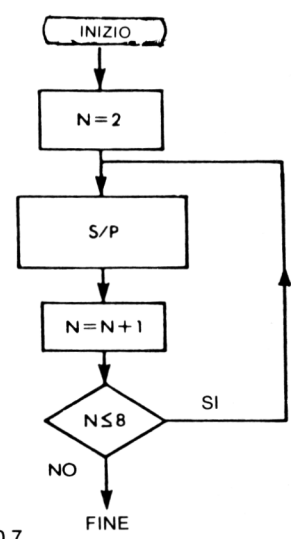 INIZIO
N=2
S/P
N=N+1
N≤8
SI
NO
FINE